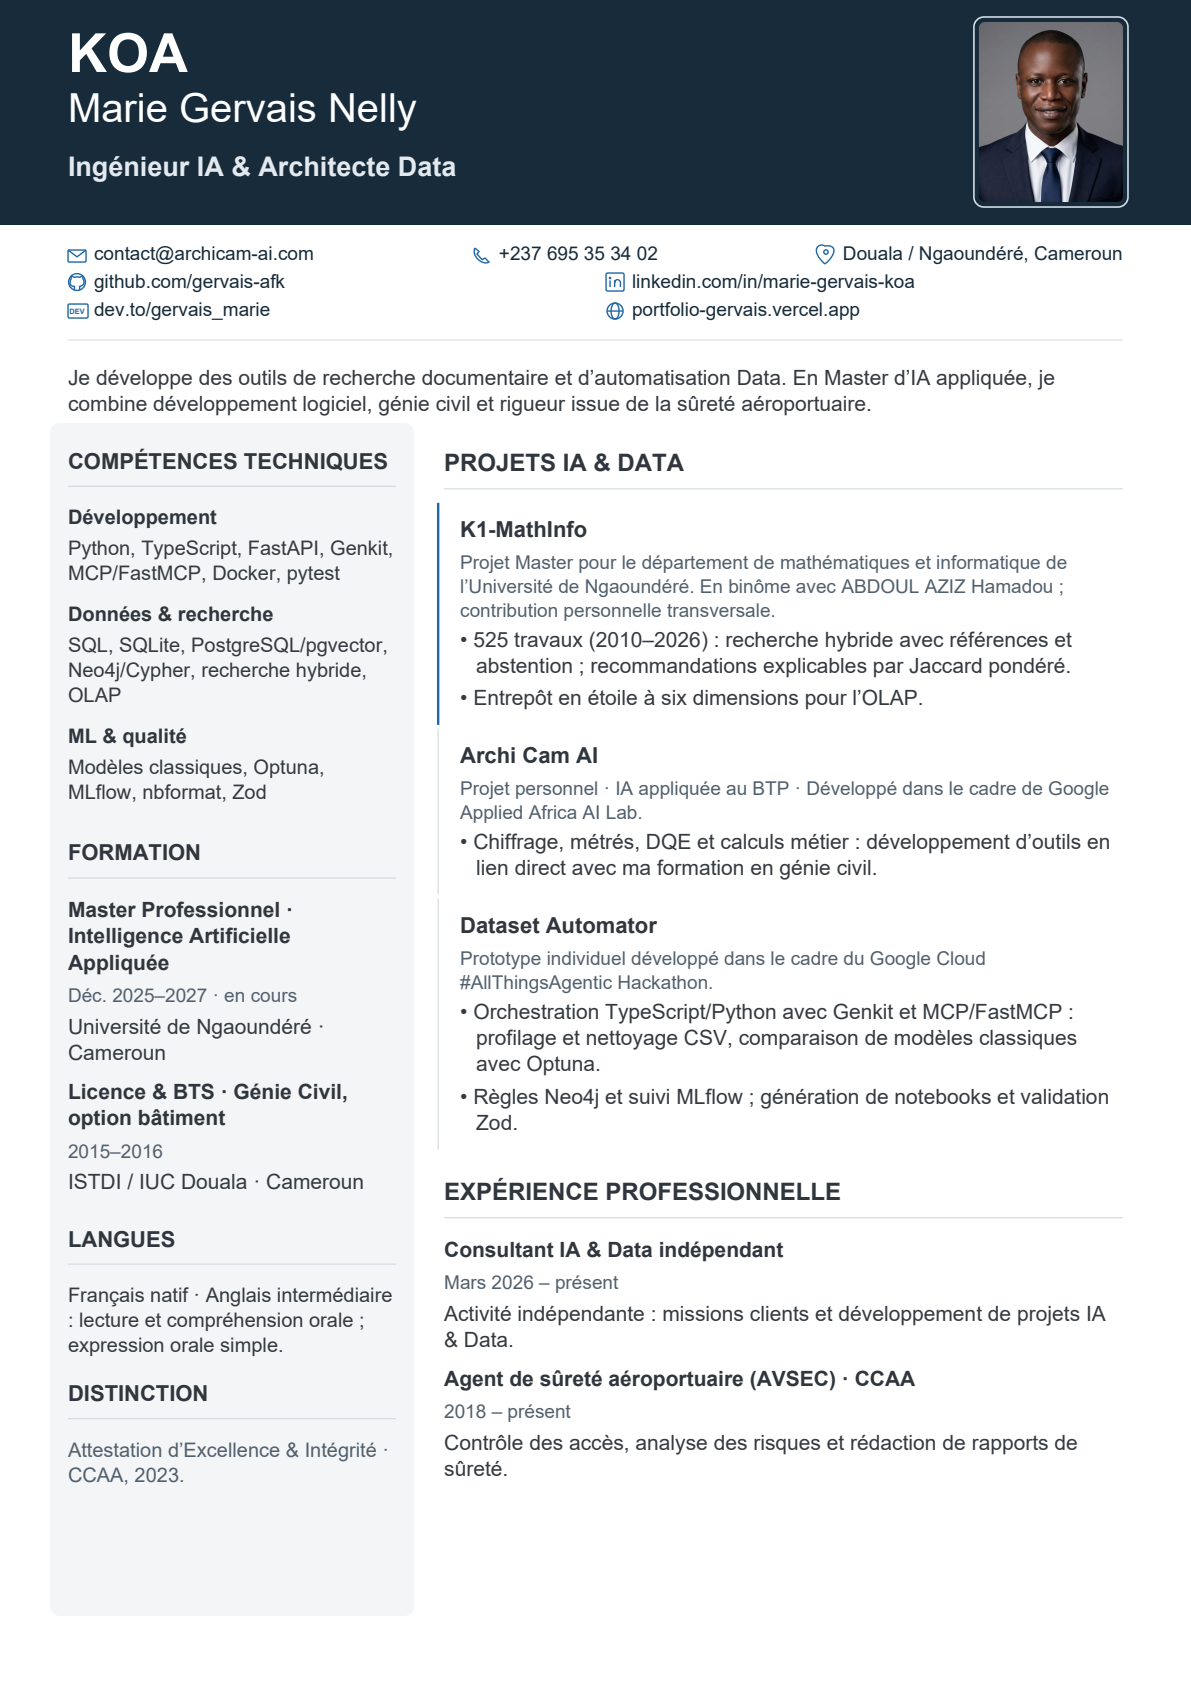 KOA
Marie Gervais Nelly
Ingénieur IA & Architecte Data
contact@archicam-ai.com
+237 695 35 34 02
Douala / Ngaoundéré, Cameroun
github.com/gervais-afk
linkedin.com/in/marie-gervais-koa
DEV dev.to/gervais_marie
portfolio-gervais.vercel.app
Je développe des outils de recherche documentaire et d’automatisation Data. En Master d’IA appliquée, je
combine développement logiciel, génie civil et rigueur issue de la sûreté aéroportuaire.
COMPÉTENCES TECHNIQUES
Développement
Python, TypeScript, FastAPI, Genkit,
MCP/FastMCP, Docker, pytest
Données & recherche
SQL, SQLite, PostgreSQL/pgvector,
Neo4j/Cypher, recherche hybride,
OLAP
ML & qualité
Modèles classiques, Optuna,
MLflow, nbformat, Zod
FORMATION
Master Professionnel ·
Intelligence Artificielle
Appliquée
Déc. 2025–2027 · en cours
Université de Ngaoundéré ·
Cameroun
Licence & BTS · Génie Civil,
option bâtiment
2015–2016
ISTDI / IUC Douala · Cameroun
LANGUES
Français natif · Anglais intermédiaire
: lecture et compréhension orale ;
expression orale simple.
DISTINCTION
Attestation d’Excellence & Intégrité ·
CCAA, 2023.
PROJETS IA & DATA
K1-MathInfo
Projet Master pour le département de mathématiques et informatique de
l’Université de Ngaoundéré. En binôme avec ABDOUL AZIZ Hamadou ;
contribution personnelle transversale.
• 525 travaux (2010–2026) : recherche hybride avec références et
abstention ; recommandations explicables par Jaccard pondéré.
• Entrepôt en étoile à six dimensions pour l’OLAP.
Archi Cam AI
Projet personnel · IA appliquée au BTP · Développé dans le cadre de Google
Applied Africa AI Lab.
• Chiffrage, métrés, DQE et calculs métier : développement d’outils en
lien direct avec ma formation en génie civil.
Dataset Automator
Prototype individuel développé dans le cadre du Google Cloud
#AllThingsAgentic Hackathon.
• Orchestration TypeScript/Python avec Genkit et MCP/FastMCP :
profilage et nettoyage CSV, comparaison de modèles classiques
avec Optuna.
• Règles Neo4j et suivi MLflow ; génération de notebooks et validation
Zod.
EXPÉRIENCE PROFESSIONNELLE
Consultant IA & Data indépendant
Mars 2026 – présent
Activité indépendante : missions clients et développement de projets IA
& Data.
Agent de sûreté aéroportuaire (AVSEC) · CCAA
2018 – présent
Contrôle des accès, analyse des risques et rédaction de rapports de
sûreté.